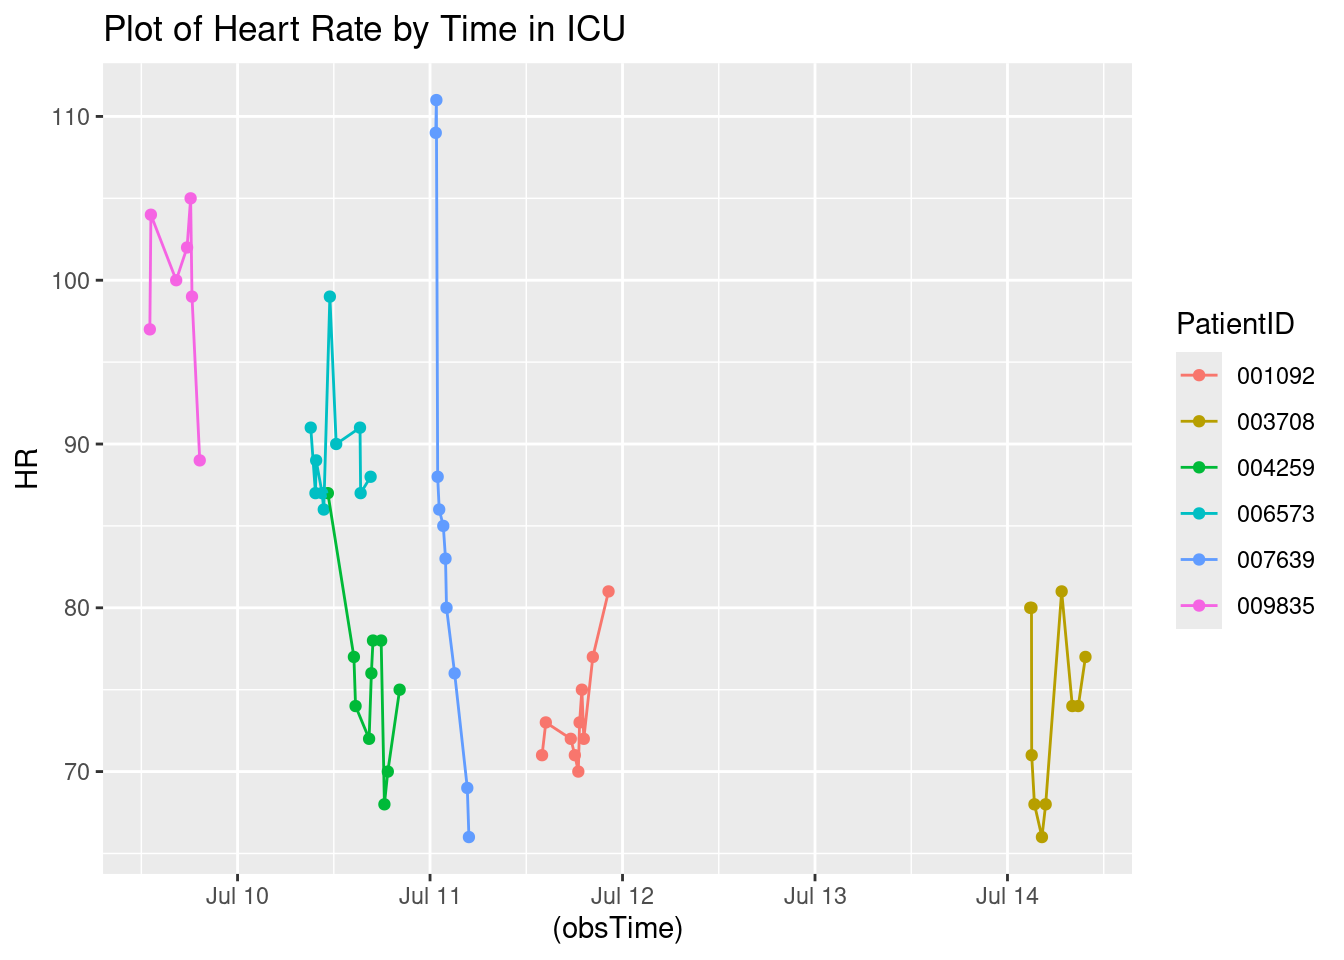 Plot of Heart Rate by Time in ICU
HR
110
100
90
80
70
Jul 10 Jul 11 Jul 12 Jul 13 Jul 14
(obsTime)
PatientID
001092
003708
004259
006573
007639
009835